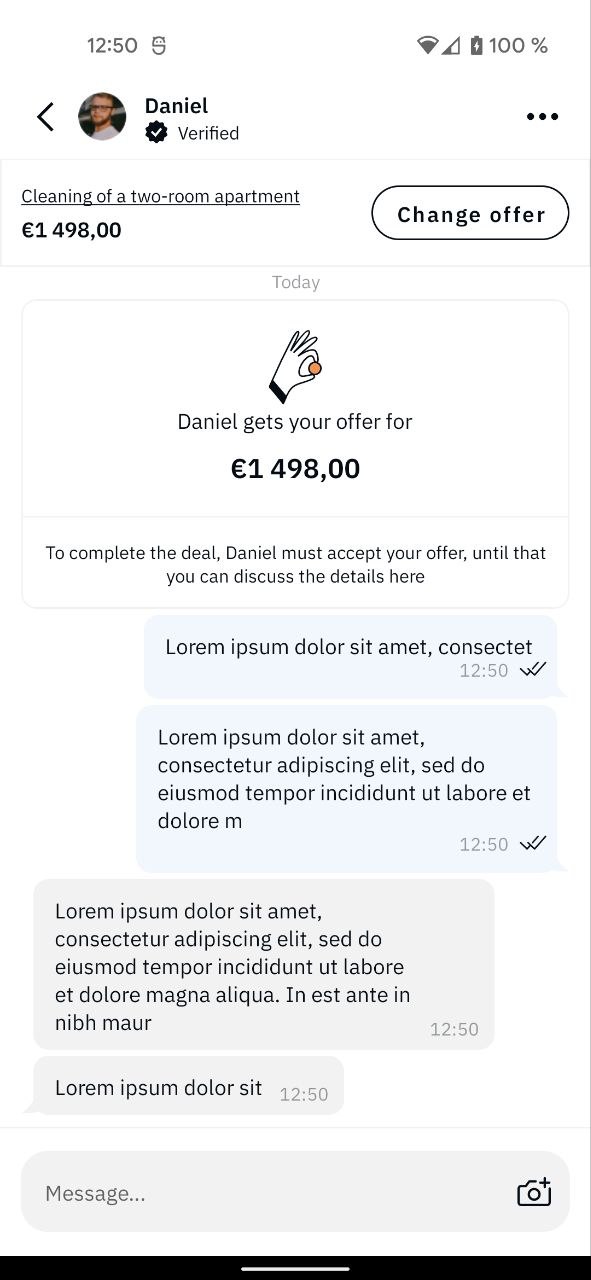 12:50
100 %
Daniel
Verified
Cleaning of a two-room apartment
€1 498,00
Change offer
Today
Daniel gets your offer for
€1 498,00
To complete the deal, Daniel must accept your offer, until that
you can discuss the details here
Lorem ipsum dolor sit amet, consectet
12:50
Lorem ipsum dolor sit amet,
consectetur adipiscing elit, sed do
eiusmod tempor incididunt ut labore et
dolore m
12:50
Lorem ipsum dolor sit amet,
consectetur adipiscing elit, sed do
eiusmod tempor incididunt ut labore
et dolore magna aliqua. In est ante in
nibh maur
12:50
Lorem ipsum dolor sit 12:50
Message...